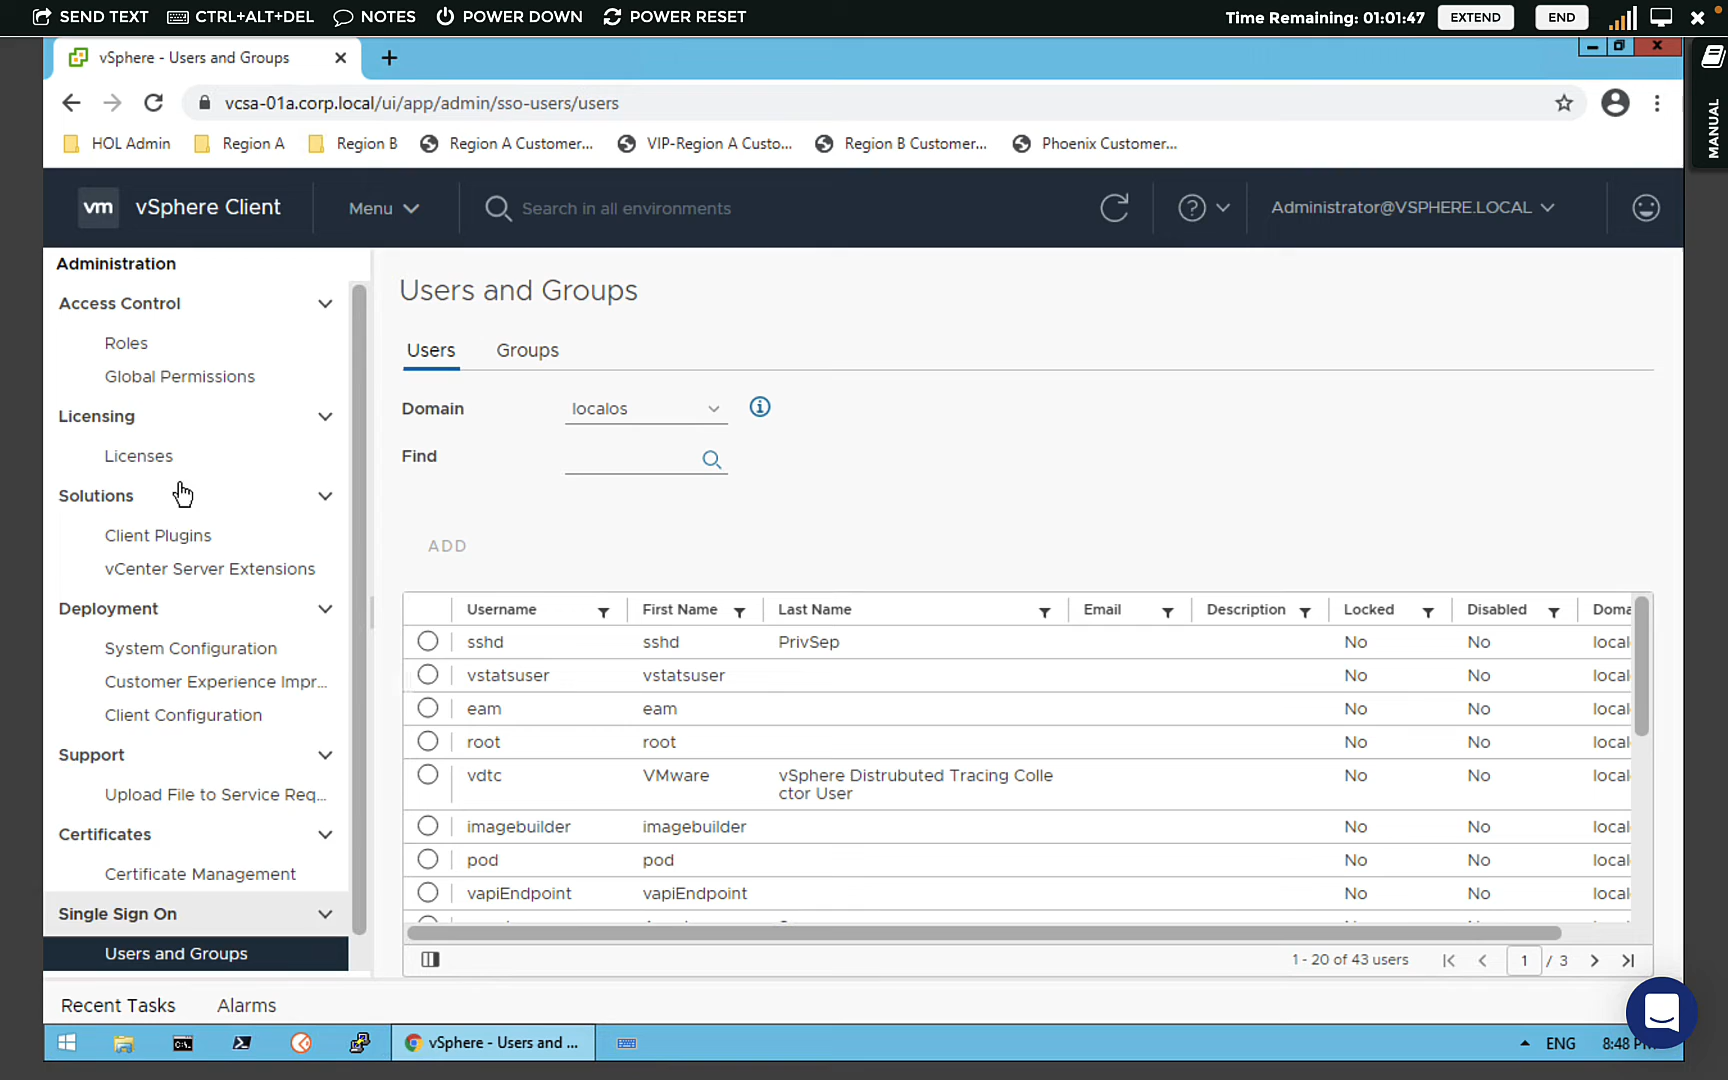 SEND TEXT CTRL+ALT+DEL NOTES POWER DOWN POWER RESET Time Remaining: 01:01:47 EXTEND END
vSphere - Users and Groups
vcsa-01a.corp.local/ui/app/admin/sso-users/users
HOL Admin Region A Region B Region A Customer... VIP-Region A Custo... Region B Customer... Phoenix Customer...
MANUAL
vm vSphere Client Menu Search in all environments Administrator@VSPHERE.LOCAL
Administration
Access Control
Roles
Global Permissions
Licensing
Licenses
Solutions
Client Plugins
vCenter Server Extensions
Deployment
System Configuration
Customer Experience Impr...
Client Configuration
Support
Upload File to Service Req...
Certificates
Certificate Management
Single Sign On
Users and Groups
Users and Groups
Users Groups
Domain localos
Find
ADD
Username First Name Last Name Email Description Locked Disabled Doma
sshd sshd PrivSep No No local
vstatsuser vstatsuser No No local
eam eam No No local
root root No No local
vdtc VMware vSphere Distrubuted Tracing Colle No No local
ctor User
imagebuilder imagebuilder No No local
pod pod No No local
vapiEndpoint vapiEndpoint No No local
1 - 20 of 43 users 1 / 3
Recent Tasks Alarms
vSphere - Users and ... ENG 8:48